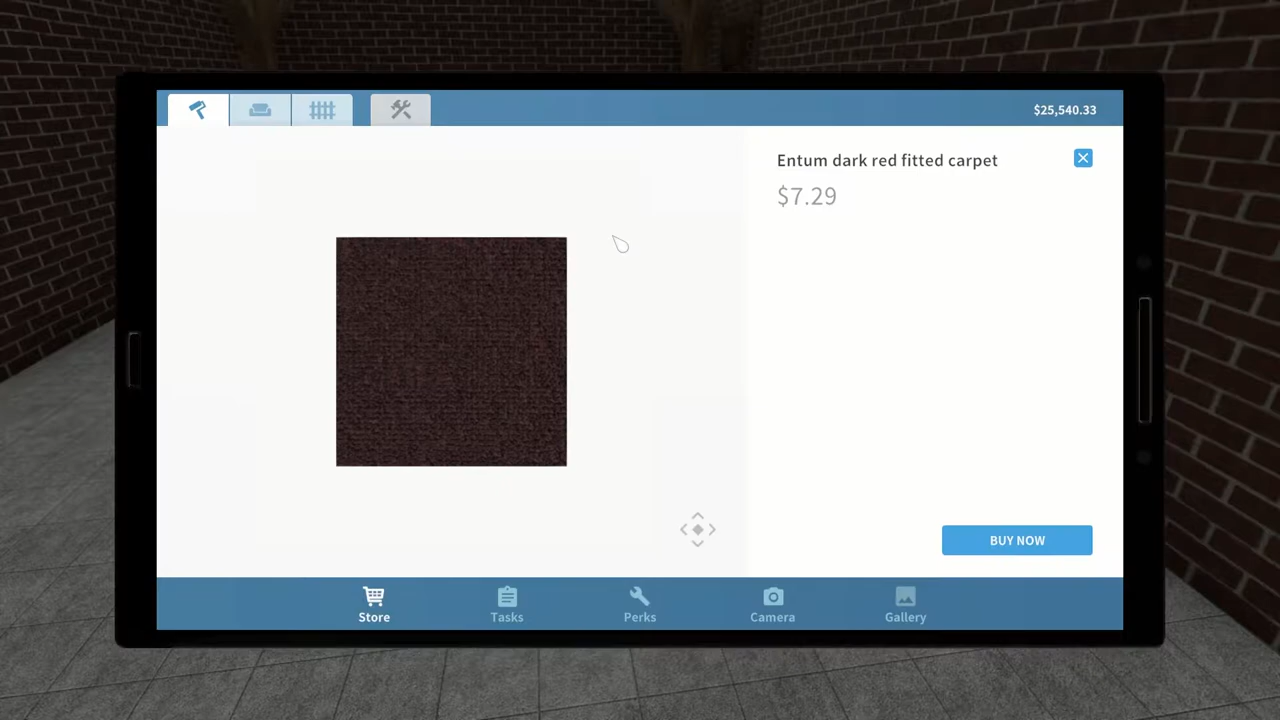 $25,540.33
Entum dark red fitted carpet
$7.29
BUY NOW
Store
Tasks
Perks
Camera
Gallery